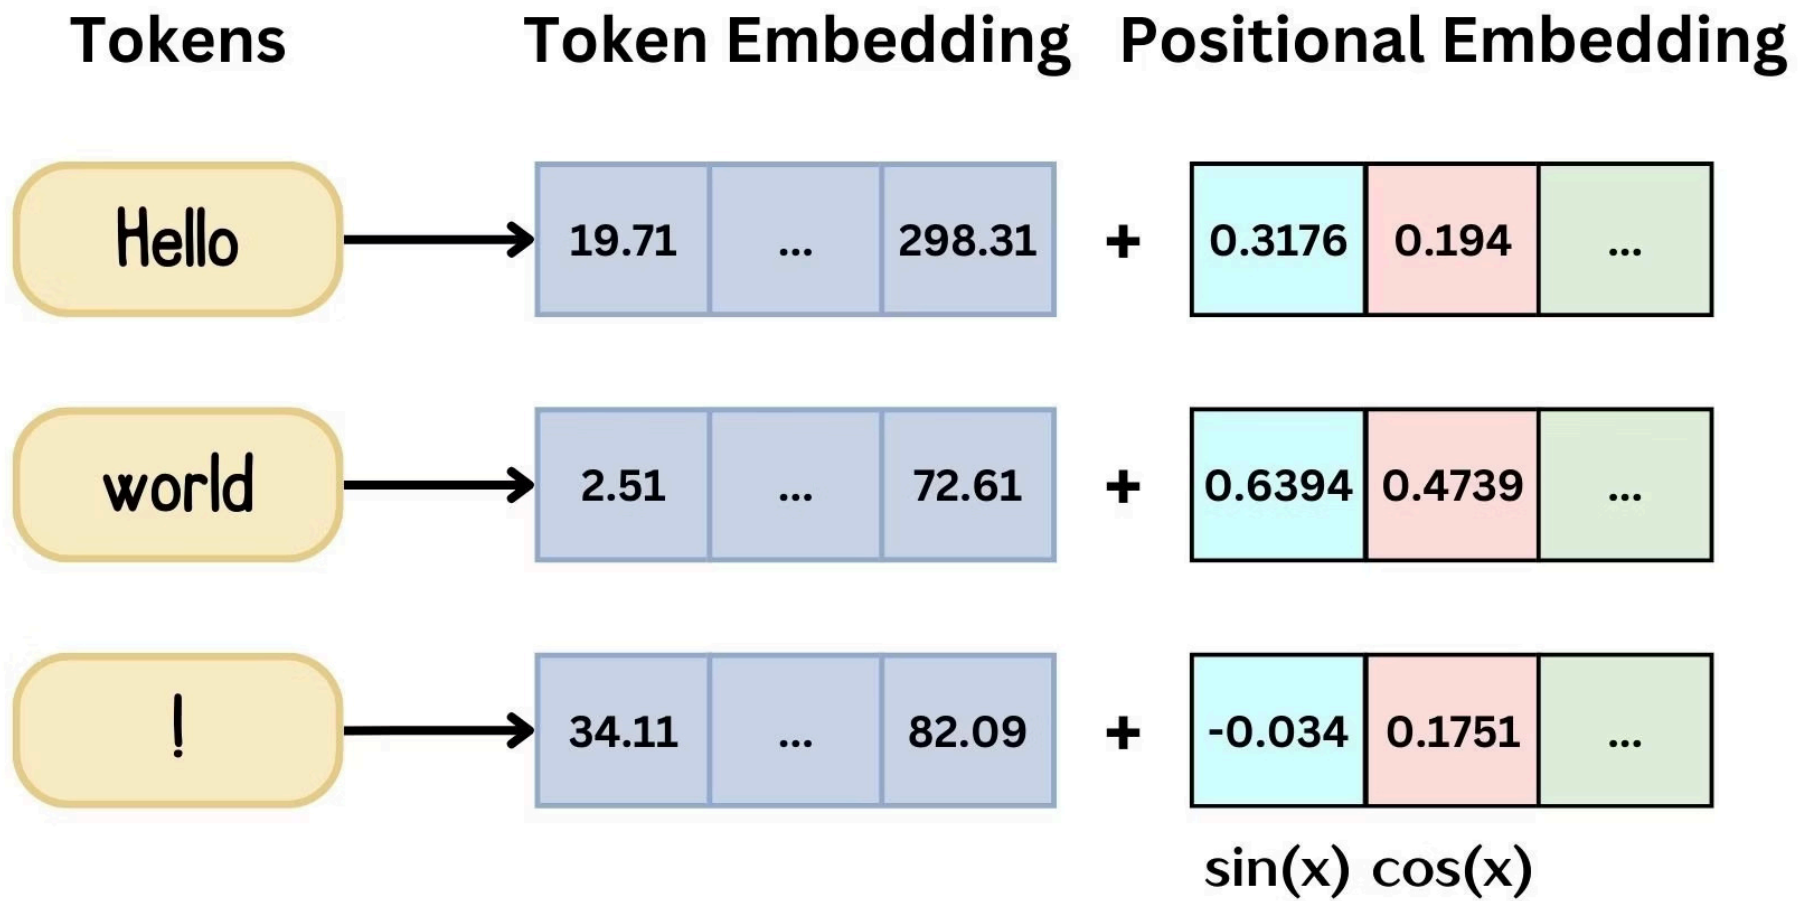 Tokens Token Embedding Positional Embedding
Hello 19.71 ... 298.31 + 0.3176 0.194 ...
world 2.51 ... 72.61 + 0.6394 0.4739 ...
! 34.11 ... 82.09 + -0.034 0.1751 ...
sin(x) cos(x)